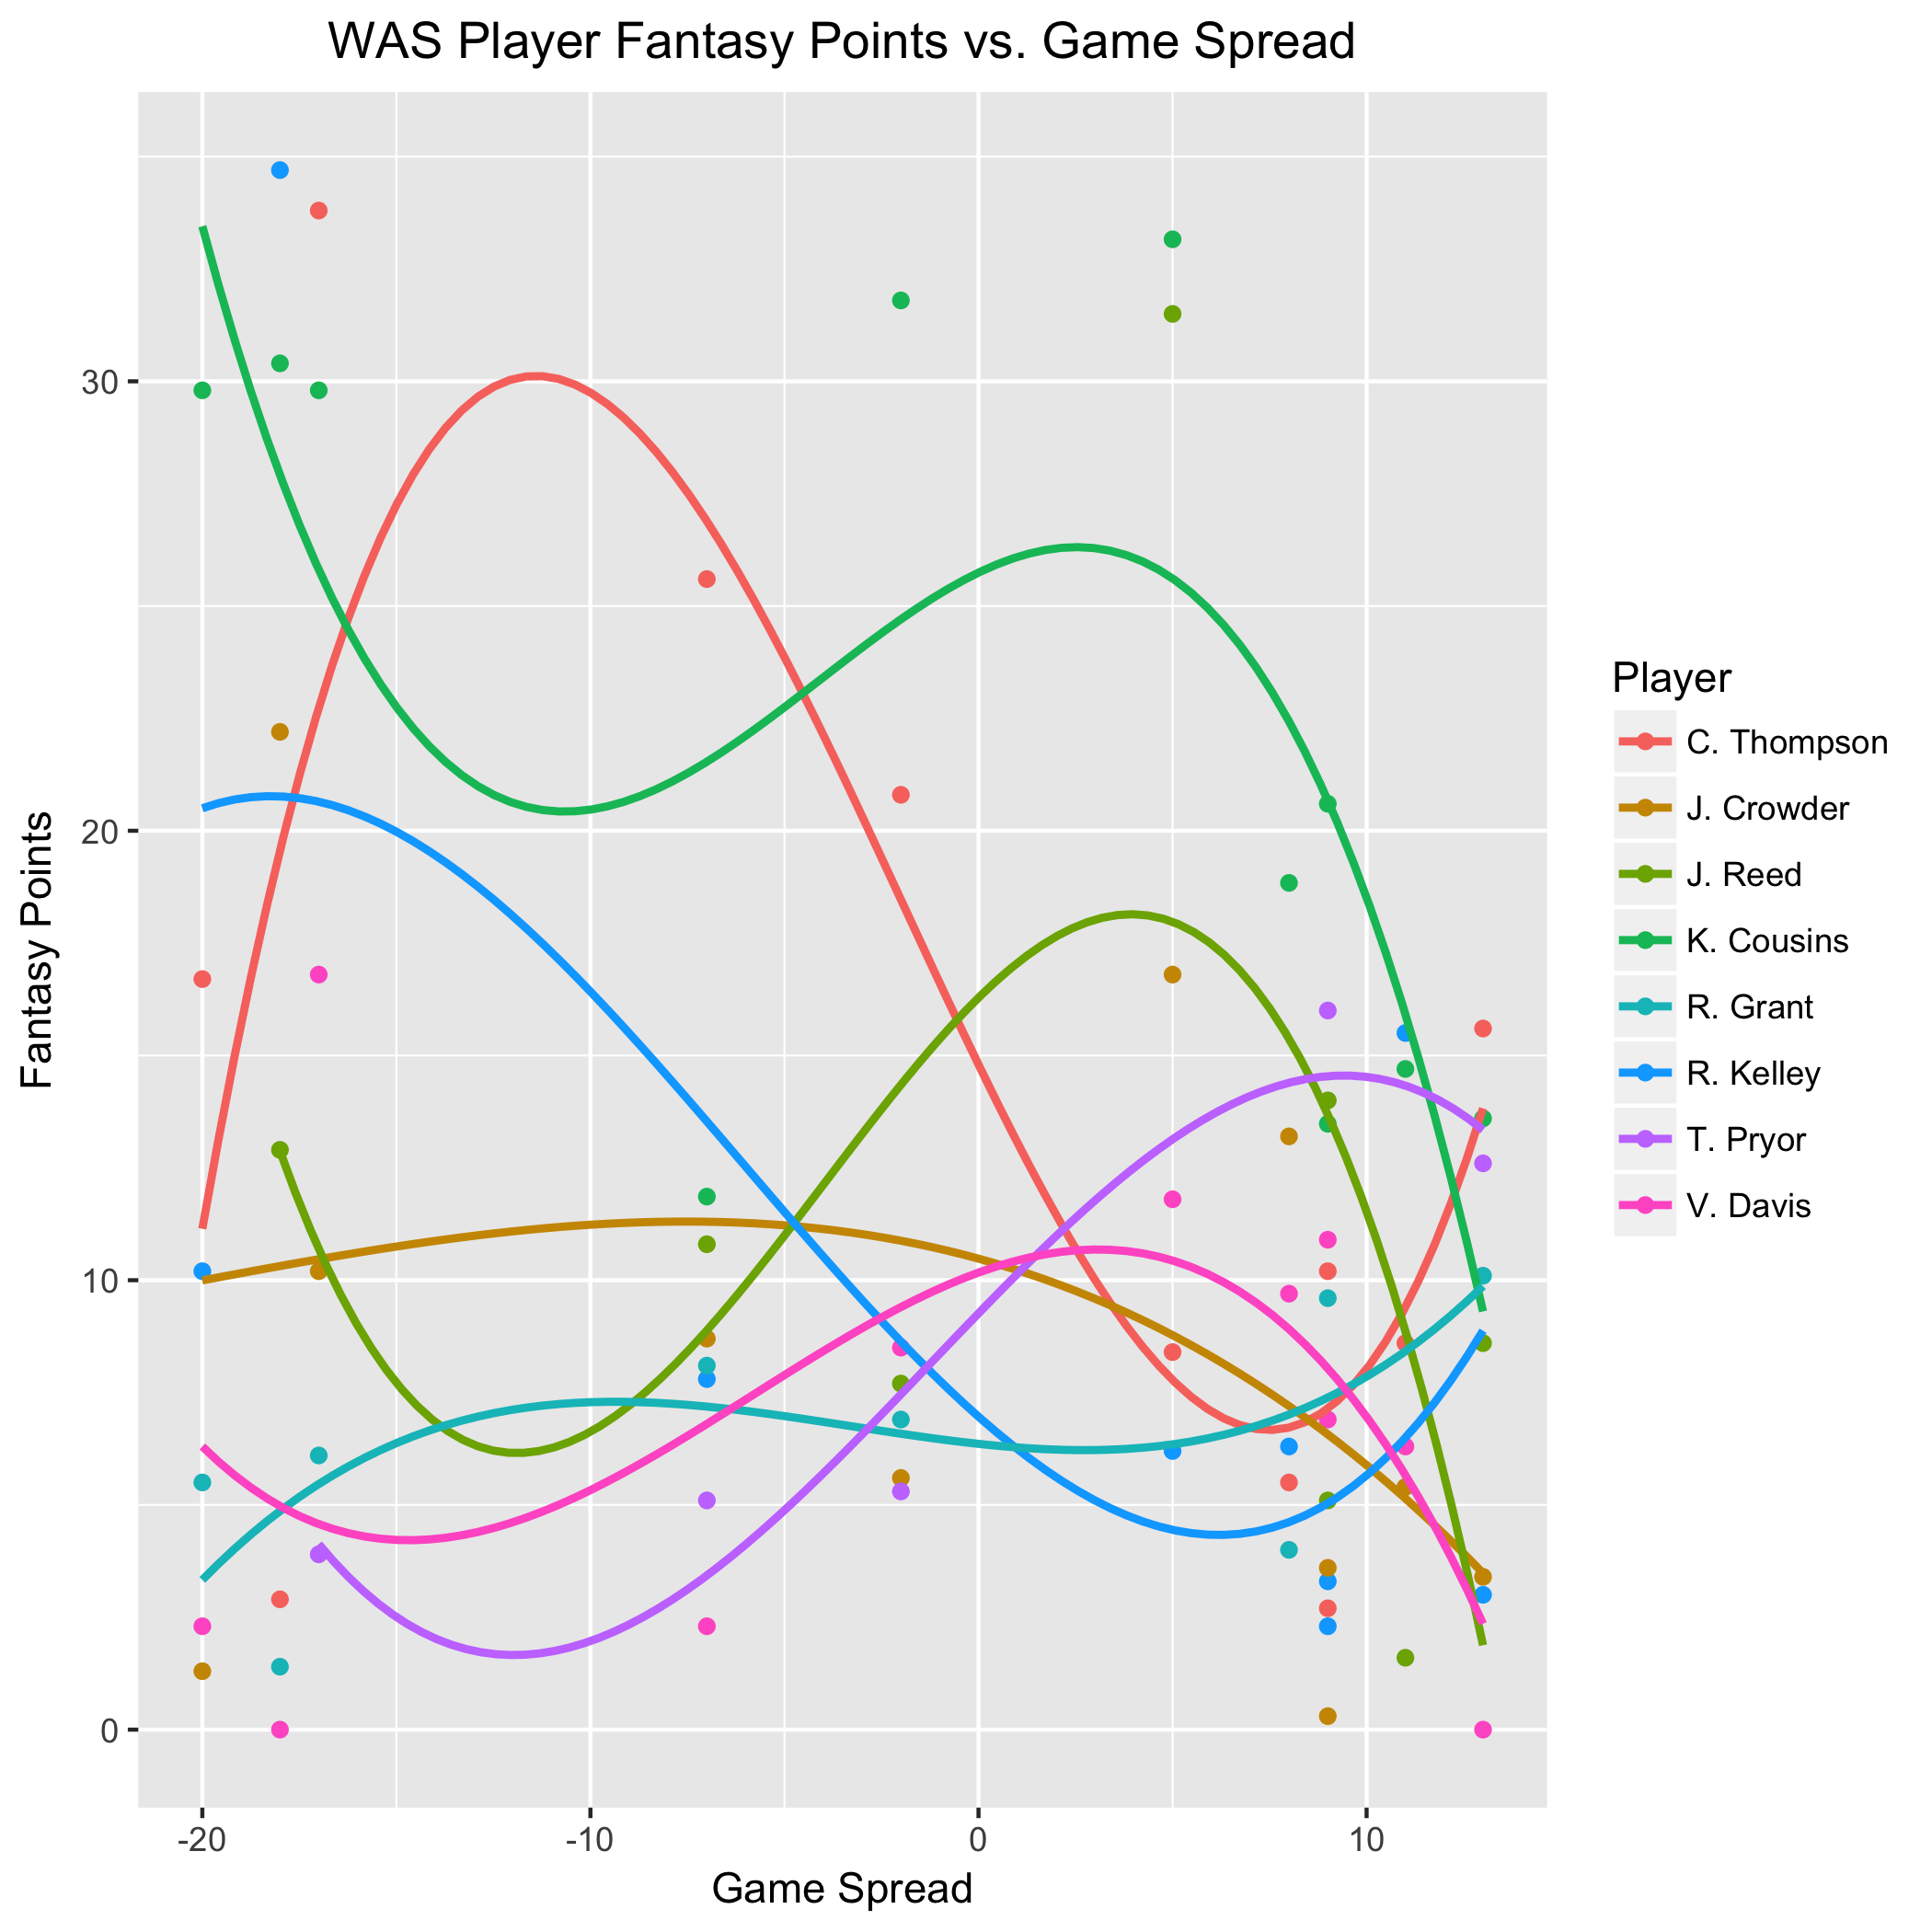 WAS Player Fantasy Points vs. Game Spread
Fantasy Points
30
20
10
0
-20
-10
0
10
Game Spread
Player
C. Thompson
J. Crowder
J. Reed
K. Cousins
R. Grant
R. Kelley
T. Pryor
V. Davis